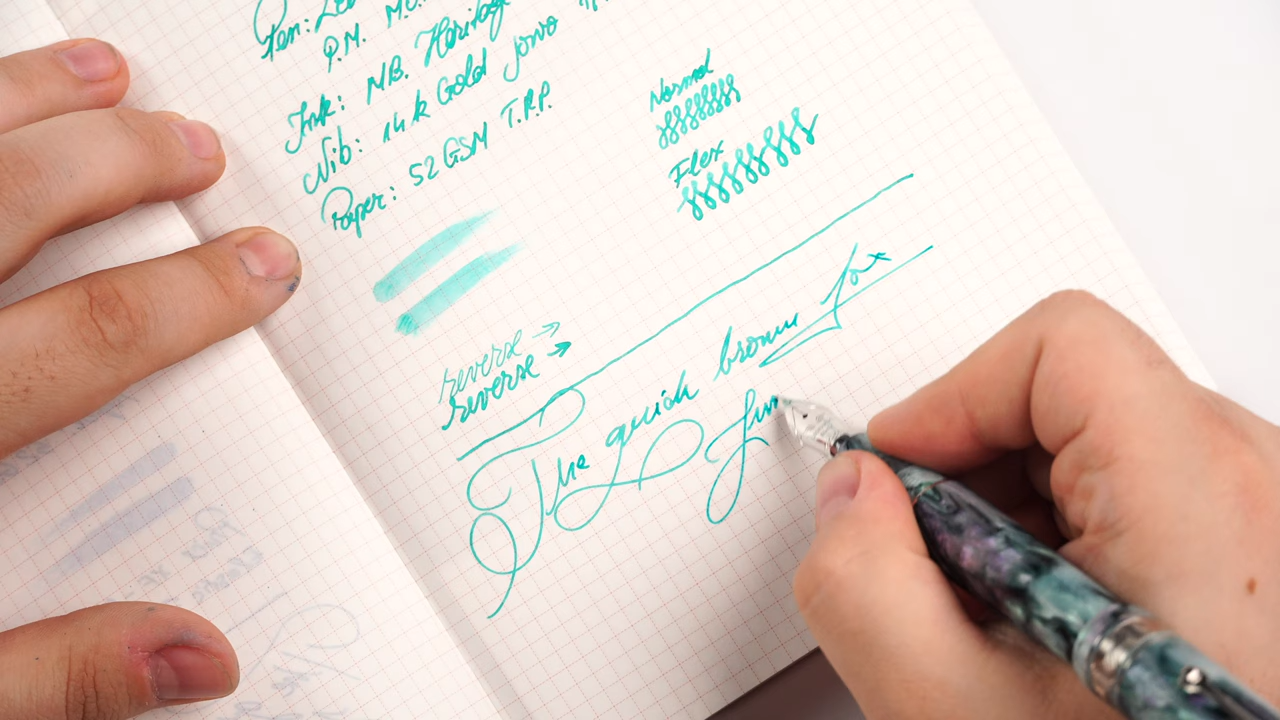 Pen: Leo
P.M.
Ink: MB. Heritage
Nib: 14k Gold Jowo
Paper: 52 GSM T.R.P.
Normal
Flex
reverse →
reverse →
The quick brown fox
jum